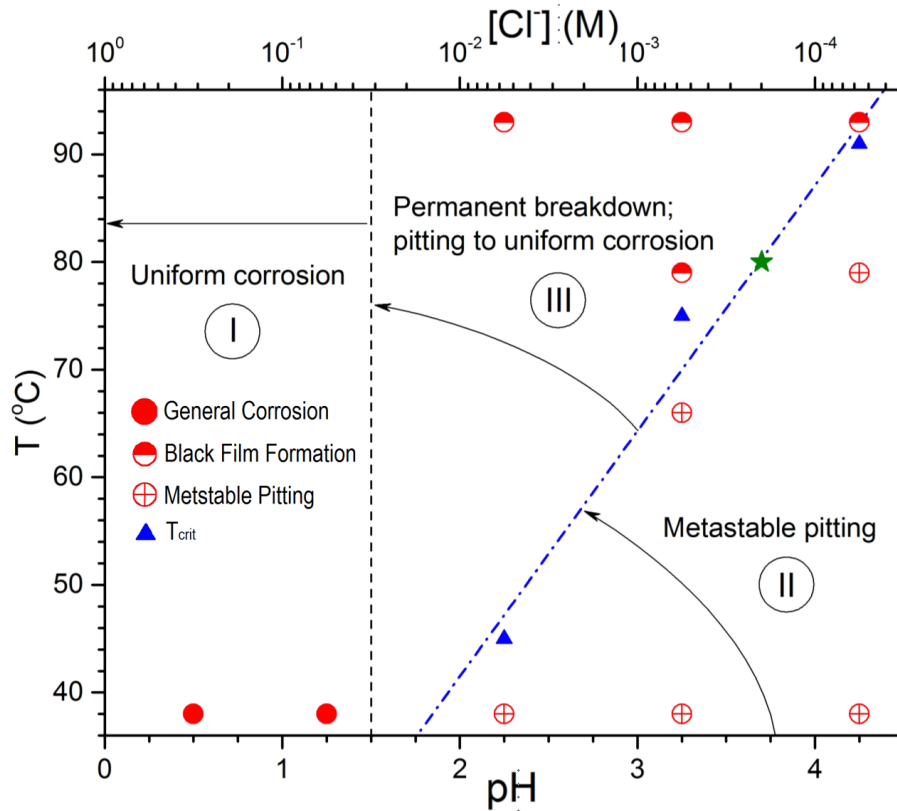 [Cl⁻] (M)
10⁰ 10⁻¹ 10⁻² 10⁻³ 10⁻⁴
90
80
70
60
50
40
T (°C)
Permanent breakdown;
pitting to uniform corrosion
III
Uniform corrosion
I
General Corrosion
Black Film Formation
Metstable Pitting
Tcrit
Metastable pitting
II
0 1 2 3 4
pH